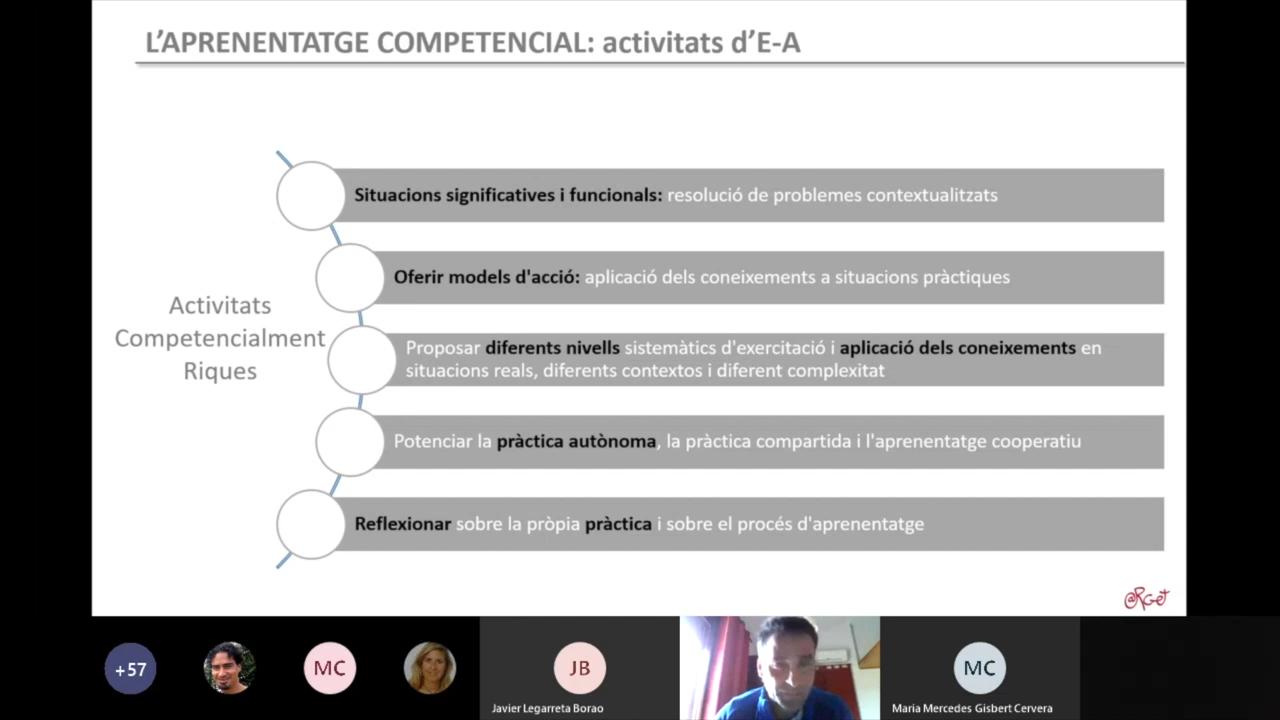 L'APRENENTATGE COMPETENCIAL: activitats d'E-A
Situacions significatives i funcionals: resolució de problemes contextualitzats
Oferir models d'acció: aplicació dels coneixements a situacions pràctiques
Activitats
Competencialment
Riques
Proposar diferents nivells sistemàtics d'exercitació i aplicació dels coneixements en
situacions reals, diferents contextos i diferent complexitat
Potenciar la pràctica autònoma, la pràctica compartida i l'aprenentatge cooperatiu
Reflexionar sobre la pròpia pràctica i sobre el procés d'aprenentatge
@RGET
+57
MC
JB
MC
Javier Legarreta Borao
Maria Mercedes Gisbert Cervera